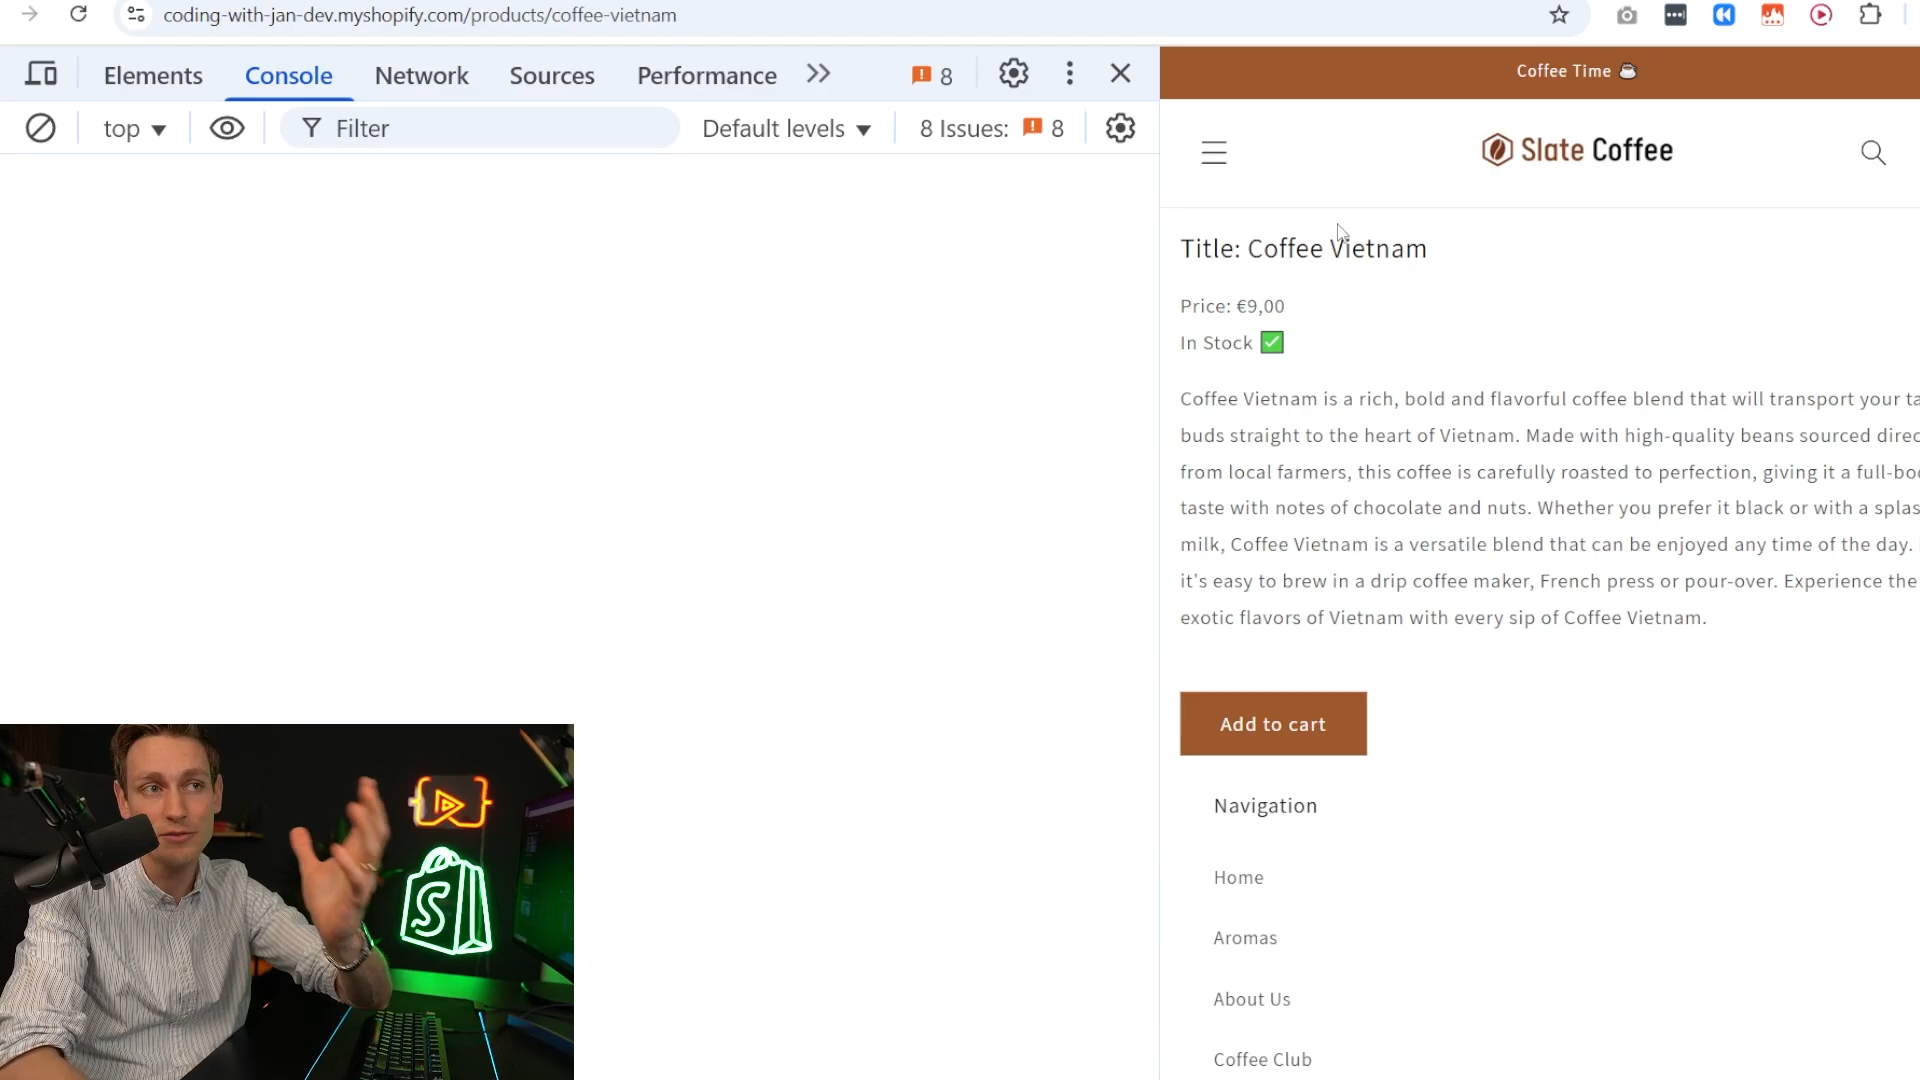 coding-with-jan-dev.myshopify.com/products/coffee-vietnam
Elements
Console
Network
Sources
Performance
8
top
Filter
Default levels
8 Issues:
8
Coffee Time
Slate Coffee
Title: Coffee Vietnam
Price: €9,00
In Stock
Coffee Vietnam is a rich, bold and flavorful coffee blend that will transport your ta
buds straight to the heart of Vietnam. Made with high-quality beans sourced direc
from local farmers, this coffee is carefully roasted to perfection, giving it a full-bo
taste with notes of chocolate and nuts. Whether you prefer it black or with a splas
milk, Coffee Vietnam is a versatile blend that can be enjoyed any time of the day.
it's easy to brew in a drip coffee maker, French press or pour-over. Experience the
exotic flavors of Vietnam with every sip of Coffee Vietnam.
Add to cart
Navigation
Home
Aromas
About Us
Coffee Club
S